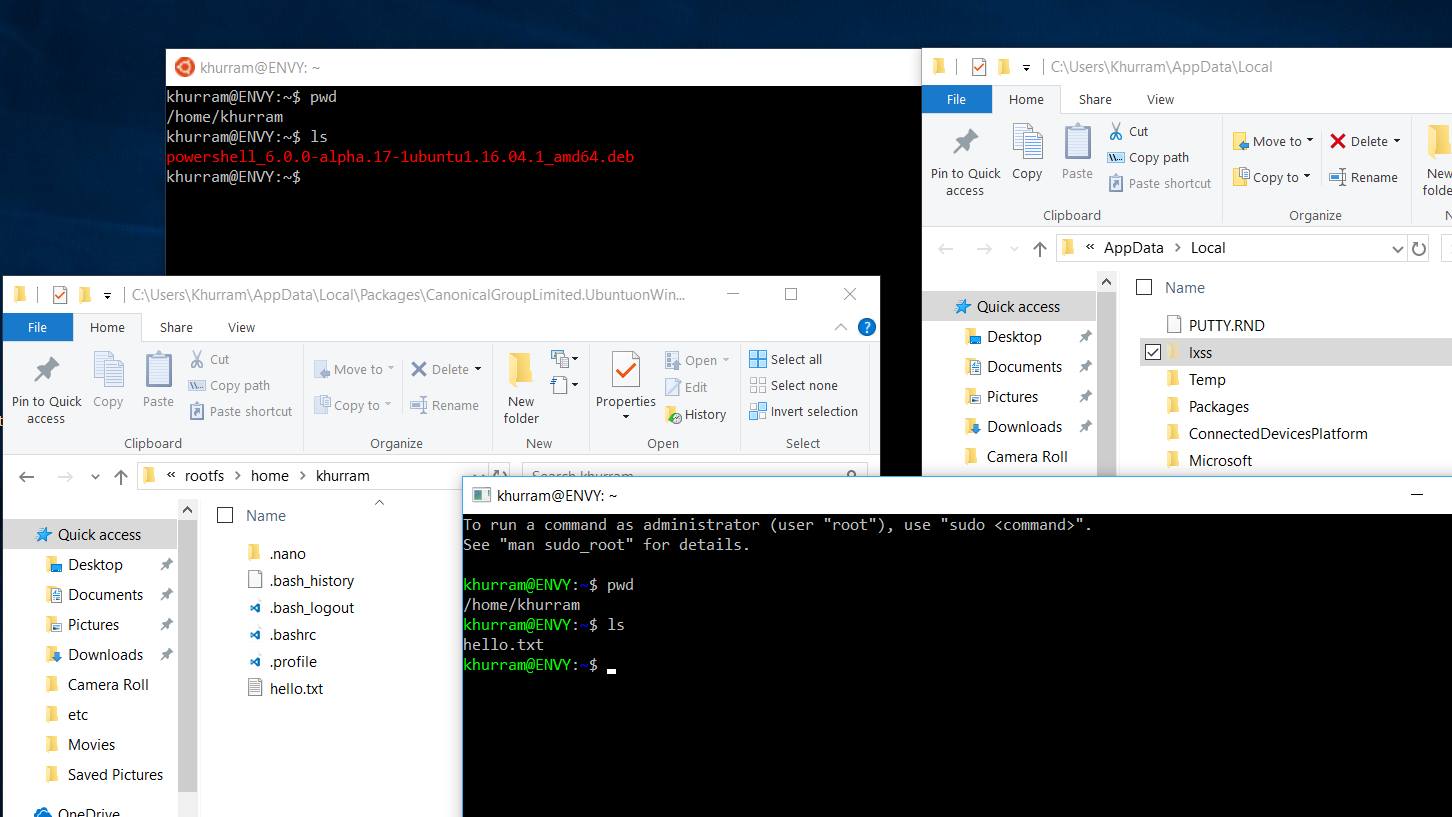 khurram@ENVY: ~
khurram@ENVY:~$ pwd
/home/khurram
khurram@ENVY:~$ ls
powershell_6.0.0-alpha.17-1ubuntu1.16.04.1_amd64.deb
khurram@ENVY:~$
C:\Users\Khurram\AppData\Local
File Home Share View
Pin to Quick access
Copy
Paste
Cut
Copy path
Paste shortcut
Clipboard
Move to
Copy to
Delete
Rename
Organize
New
AppData > Local
Quick access
Desktop
Documents
Pictures
Downloads
Camera Roll
Name
PUTTY.RND
lxss
Temp
Packages
ConnectedDevicesPlatform
Microsoft
C:\Users\Khurram\AppData\Local\Packages\CanonicalGroupLimited.UbuntuonWin...
File Home Share View
Pin to Quick access
Copy
Paste
Cut
Copy path
Paste shortcut
Clipboard
Move to
Copy to
Delete
Rename
Organize
New folder
New
Properties
Open
Edit
History
Open
Select all
Select none
Invert selection
Select
rootfs > home > khurram
Search khurram
Quick access
Desktop
Documents
Pictures
Downloads
Camera Roll
etc
Movies
Saved Pictures
OneDrive
Name
.nano
.bash_history
.bash_logout
.bashrc
.profile
hello.txt
khurram@ENVY: ~
To run a command as administrator (user "root"), use "sudo <command>".
See "man sudo_root" for details.
khurram@ENVY:~$ pwd
/home/khurram
khurram@ENVY:~$ ls
hello.txt
khurram@ENVY:~$